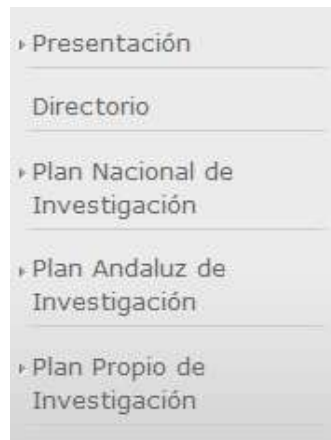 Presentación
Directorio
Plan Nacional de
Investigación
Plan Andaluz de
Investigación
Plan Propio de
Investigación